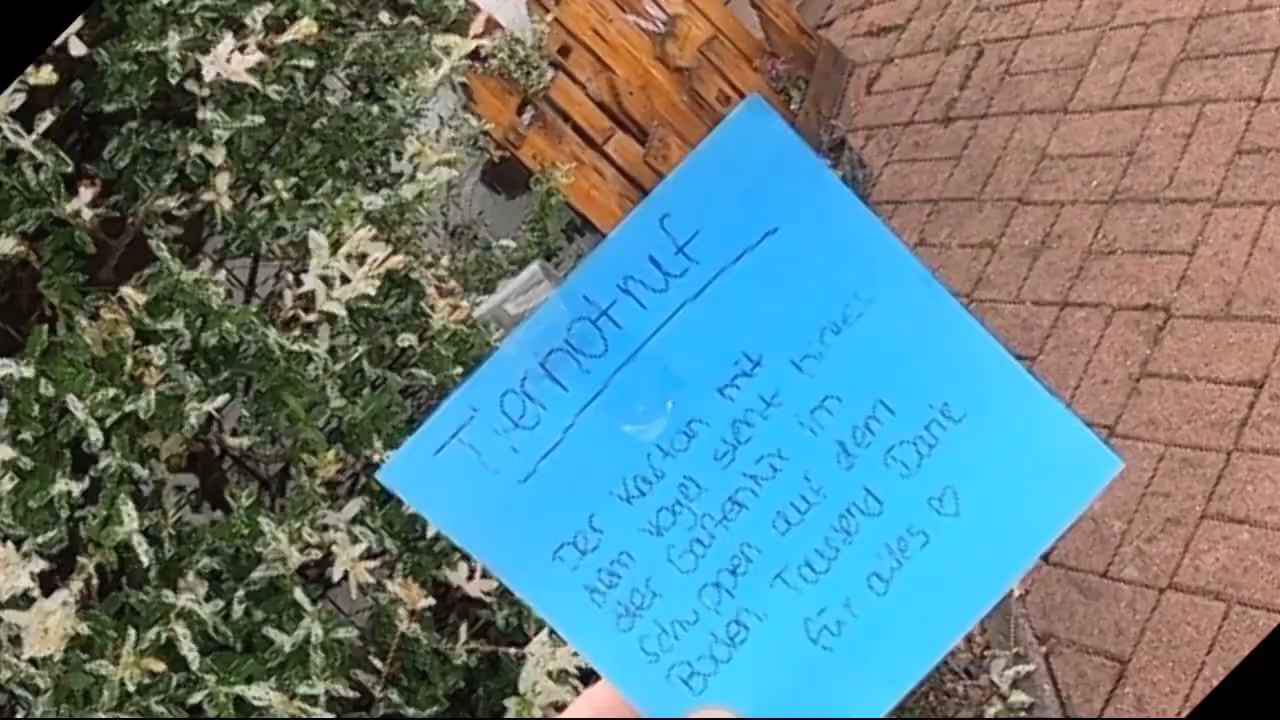 Tiernotruf
Der Karton mit
dem Vogel steht hinter
der Gartentür im
Schuppen auf dem
Boden. Tausend Dank
für alles ♡